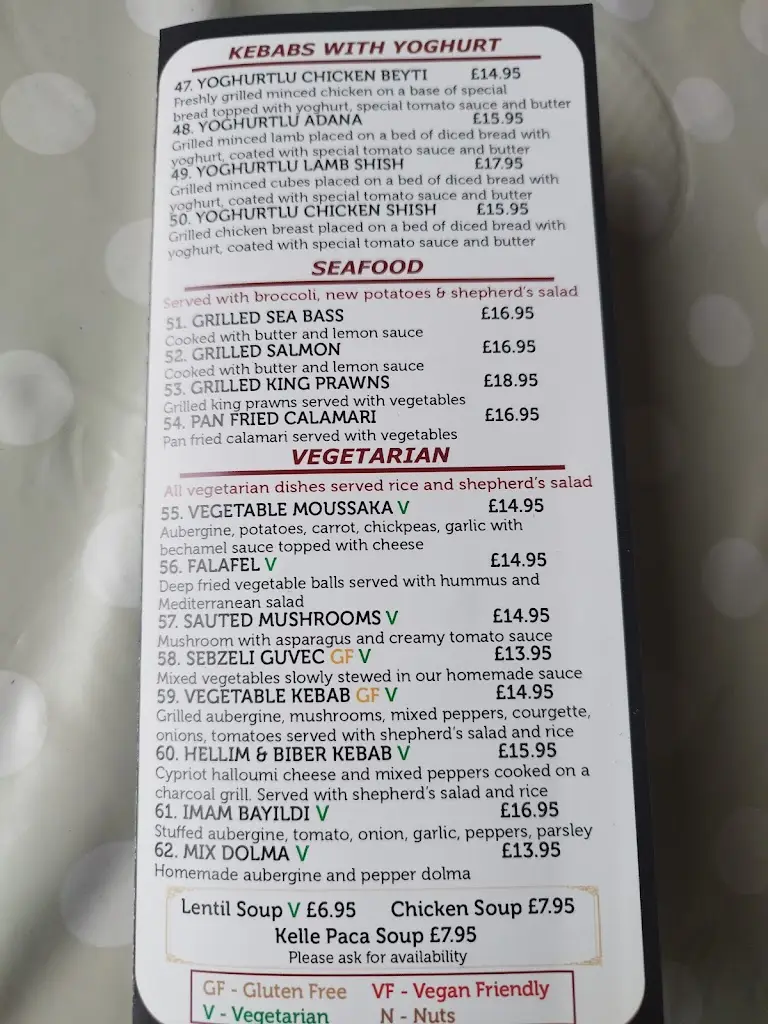 KEBABS WITH YOGHURT
47. YOGHURTLU CHICKEN BEYTI £14.95
Freshly grilled minced chicken on a base of special
bread topped with yoghurt, special tomato sauce and butter
48. YOGHURTLU ADANA £15.95
Grilled minced lamb placed on a bed of diced bread with
yoghurt, coated with special tomato sauce and butter
49. YOGHURTLU LAMB SHISH £17.95
Grilled minced cubes placed on a bed of diced bread with
yoghurt, coated with special tomato sauce and butter
50. YOGHURTLU CHICKEN SHISH £15.95
Grilled chicken breast placed on a bed of diced bread with
yoghurt, coated with special tomato sauce and butter
SEAFOOD
Served with broccoli, new potatoes & shepherd's salad
51. GRILLED SEA BASS £16.95
Cooked with butter and lemon sauce
52. GRILLED SALMON £16.95
Cooked with butter and lemon sauce
53. GRILLED KING PRAWNS £18.95
Grilled king prawns served with vegetables
54. PAN FRIED CALAMARI £16.95
Pan fried calamari served with vegetables
VEGETARIAN
All vegetarian dishes served rice and shepherd's salad
55. VEGETABLE MOUSSAKA V £14.95
Aubergine, potatoes, carrot, chickpeas, garlic with
bechamel sauce topped with cheese
56. FALAFEL V £14.95
Deep fried vegetable balls served with hummus and
Mediterranean salad
57. SAUTED MUSHROOMS V £14.95
Mushroom with asparagus and creamy tomato sauce
58. SEBZELI GUVEC GF V £13.95
Mixed vegetables slowly stewed in our homemade sauce
59. VEGETABLE KEBAB GF V £14.95
Grilled aubergine, mushrooms, mixed peppers, courgette,
onions, tomatoes served with shepherd's salad and rice
60. HELLIM & BIBER KEBAB V £15.95
Cypriot halloumi cheese and mixed peppers cooked on a
charcoal grill. Served with shepherd's salad and rice
61. IMAM BAYILDI V £16.95
Stuffed aubergine, tomato, onion, garlic, peppers, parsley
62. MIX DOLMA V £13.95
Homemade aubergine and pepper dolma
Lentil Soup V £6.95 Chicken Soup £7.95
Kelle Paca Soup £7.95
Please ask for availability
GF - Gluten Free VF - Vegan Friendly
V - Vegetarian N - Nuts